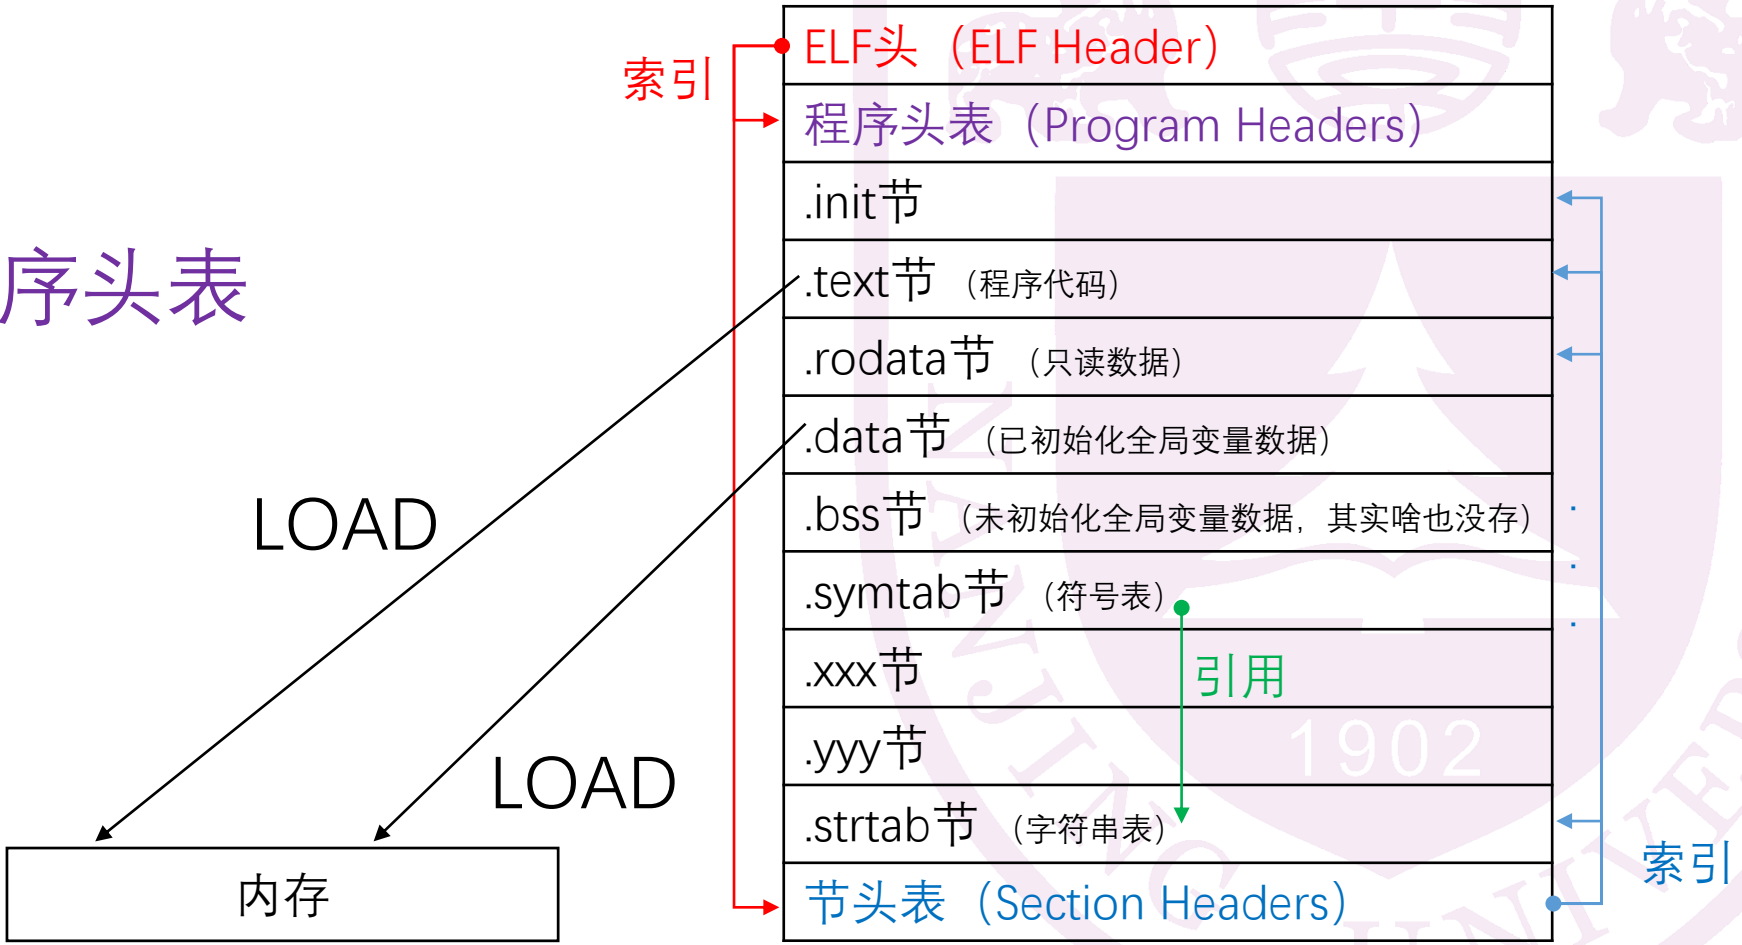 ELF头（ELF Header）
索引
程序头表（Program Headers）
.init节
序头表
.text节（程序代码）
.rodata节（只读数据）
.data节（已初始化全局变量数据）
LOAD
.bss节（未初始化全局变量数据，其实啥也没存）
.symtab节（符号表）
.xxx节
引用
.yyy节
1902
LOAD
.strtab节（字符串表）
索引
内存
节头表（Section Headers）
NANJING UNIVER